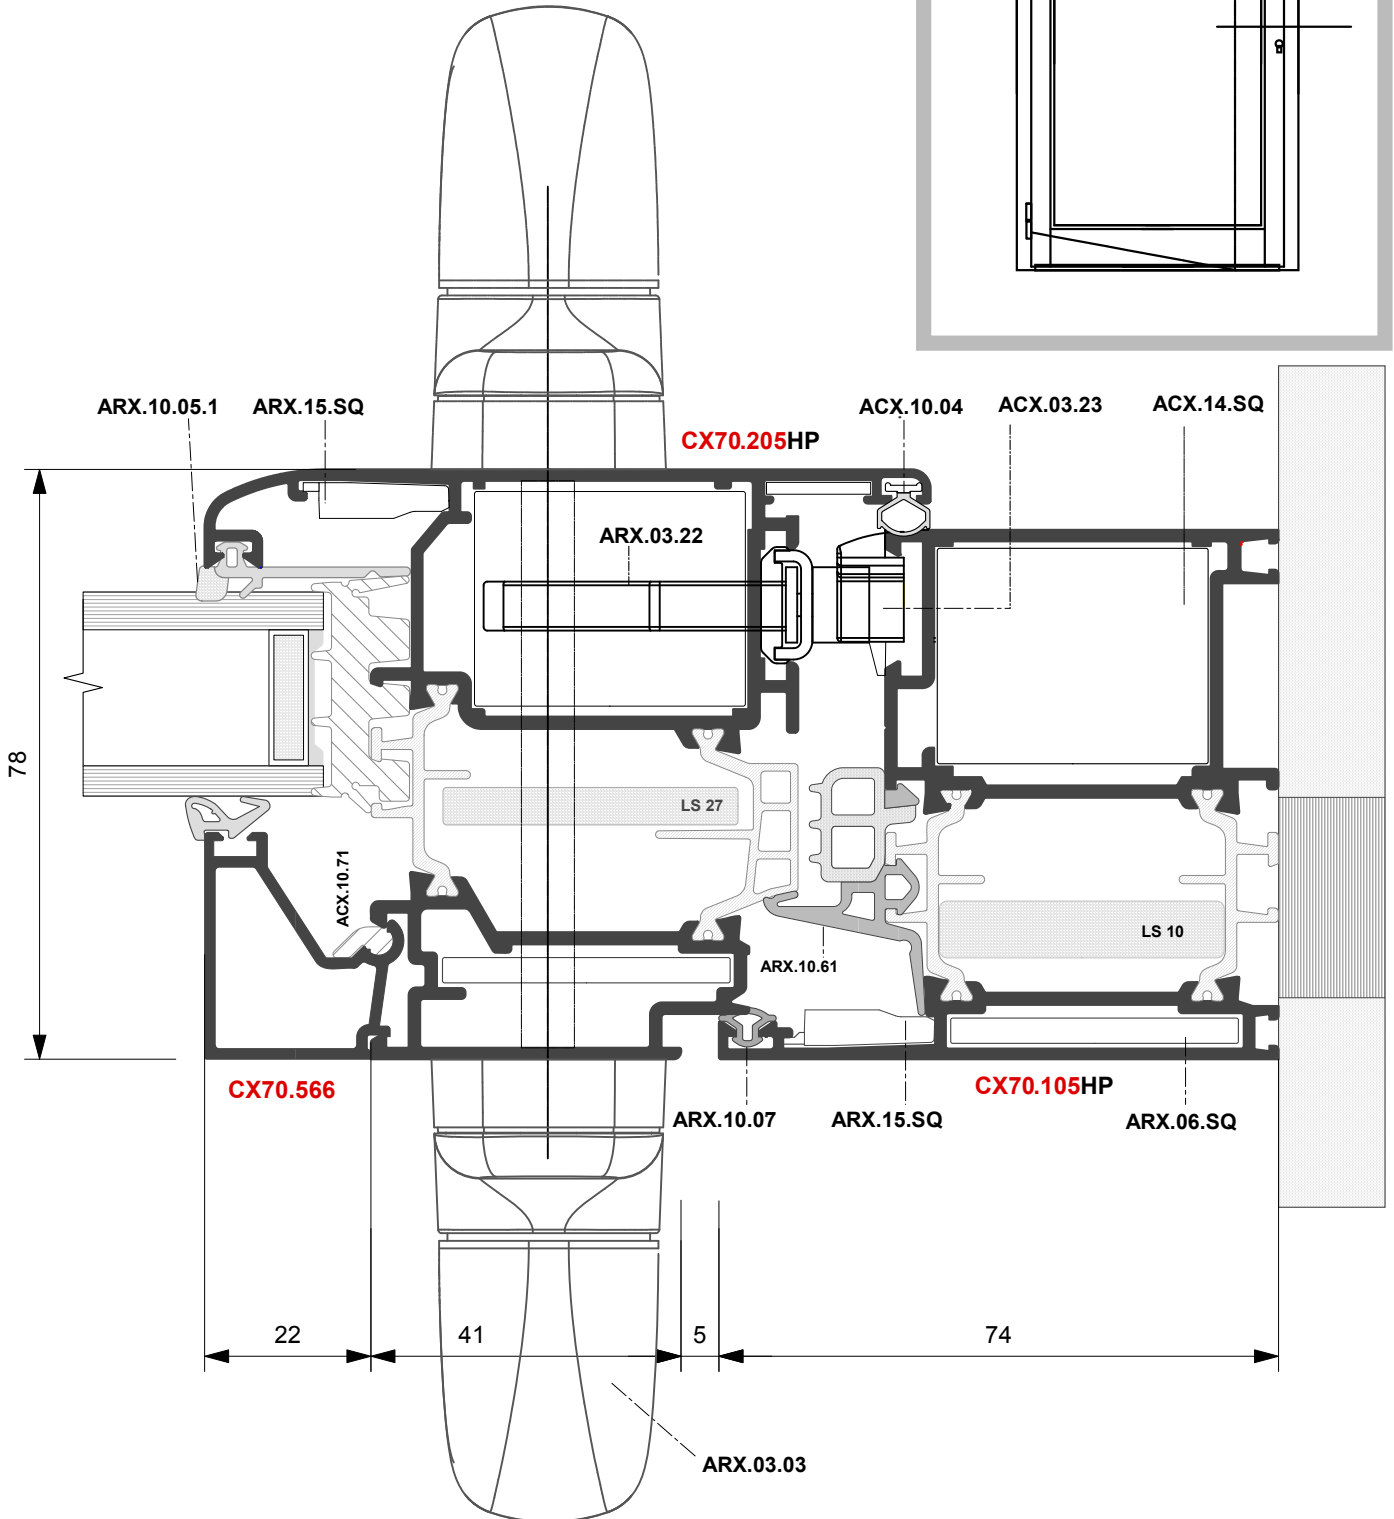 ARX.10.05.1
ARX.15.SQ
ACX.10.04
ACX.03.23
ACX.14.SQ
CX70.205HP
ARX.03.22
78
LS 27
ACX.10.71
LS 10
ARX.10.61
CX70.566
CX70.105HP
ARX.10.07
ARX.15.SQ
ARX.06.SQ
22
41
5
74
ARX.03.03